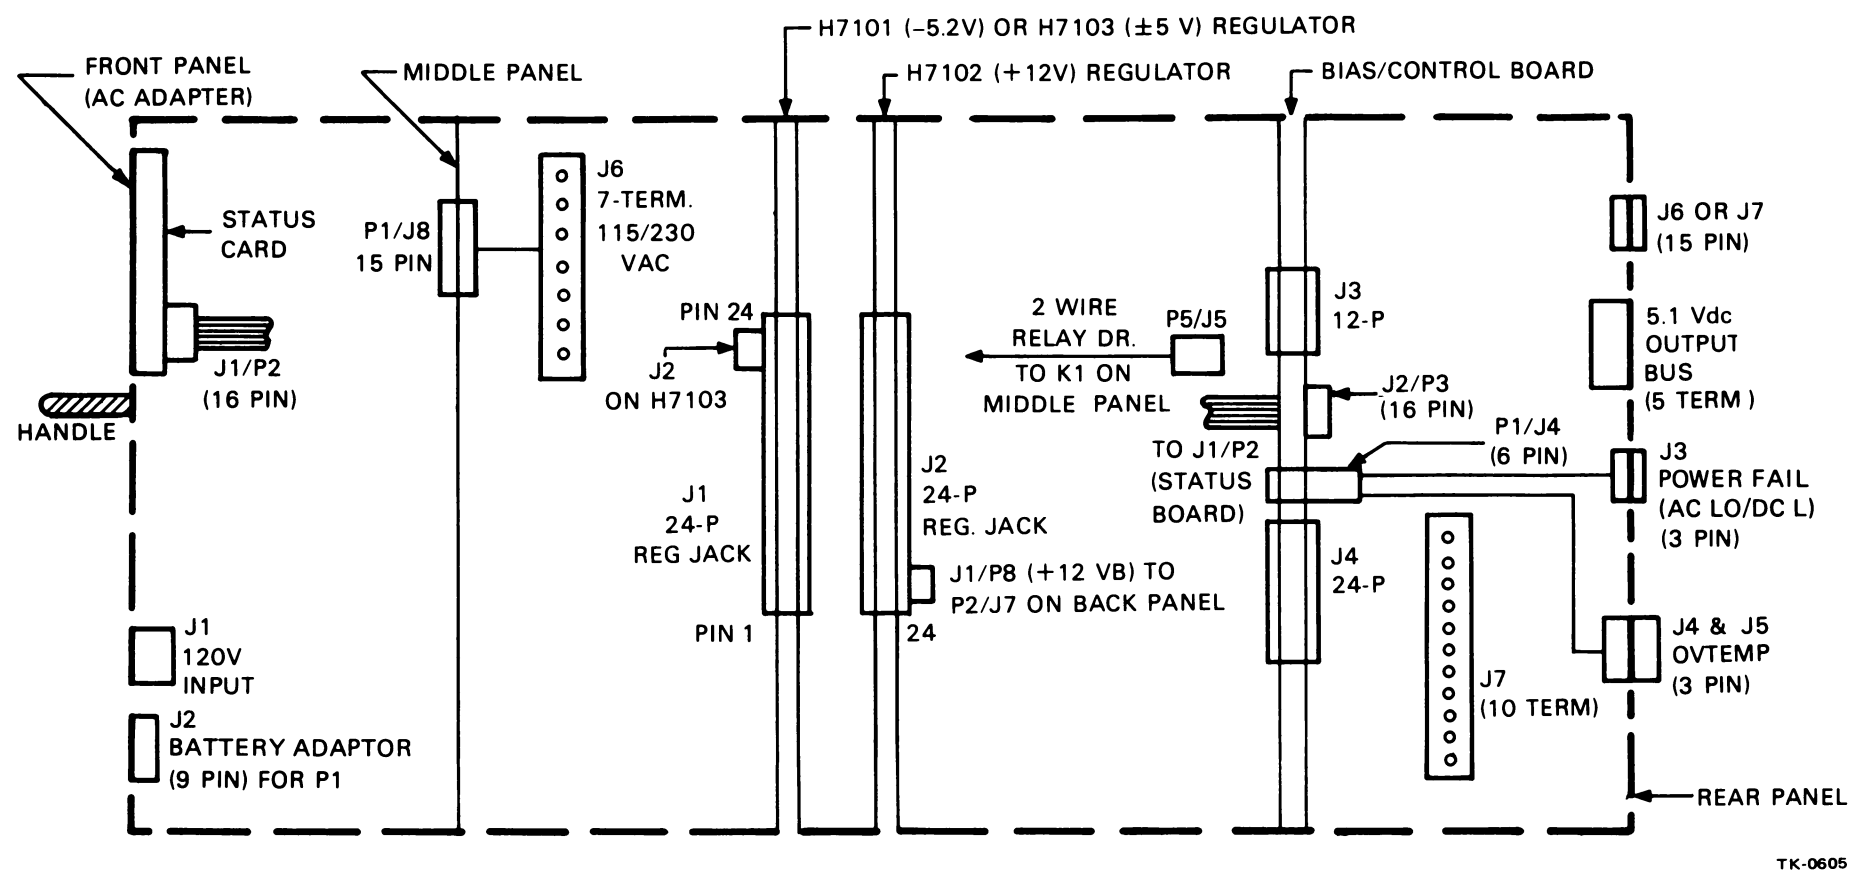 H7101 (–5.2V) OR H7103 (±5 V) REGULATOR
FRONT PANEL
(AC ADAPTER)
MIDDLE PANEL
H7102 (+12V) REGULATOR
BIAS/CONTROL BOARD
STATUS
CARD
J1/P2
(16 PIN)
HANDLE
J1
120V
INPUT
J2
BATTERY ADAPTOR
(9 PIN) FOR P1
P1/J8
15 PIN
J6
7-TERM.
115/230
VAC
PIN 24
J2
ON H7103
J1
24-P
REG JACK
PIN 1
J2
24-P
REG. JACK
J1/P8 (+12 VB) TO
P2/J7 ON BACK PANEL
24
2 WIRE
RELAY DR.
TO K1 ON
MIDDLE PANEL
P5/J5
J3
12-P
J2/P3
(16 PIN)
TO J1/P2
(STATUS
BOARD)
P1/J4
(6 PIN)
J4
24-P
J7
(10 TERM)
J6 OR J7
(15 PIN)
5.1 Vdc
OUTPUT
BUS
(5 TERM )
J3
POWER FAIL
(AC LO/DC L)
(3 PIN)
J4 & J5
OVTEMP
(3 PIN)
REAR PANEL
TK-0605